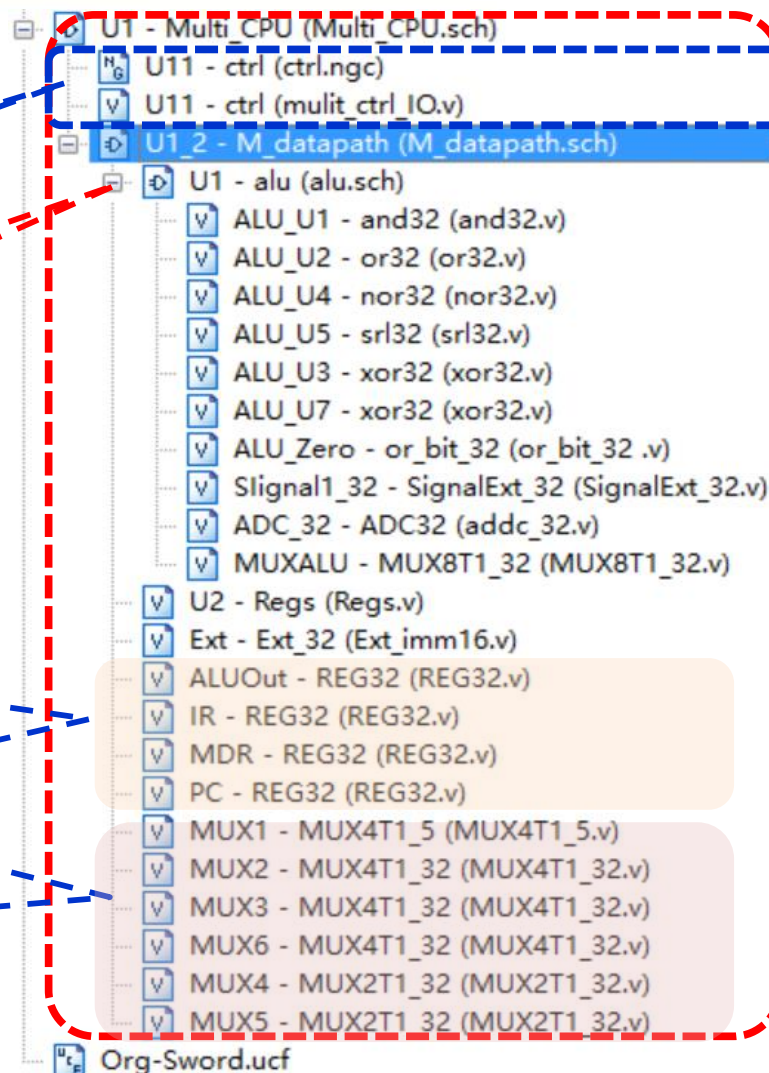 U1 - Multi_CPU (Multi_CPU.sch)
U11 - ctrl (ctrl.ngc)
U11 - ctrl (mulit_ctrl_IO.v)
U1_2 - M_datapath (M_datapath.sch)
U1 - alu (alu.sch)
ALU_U1 - and32 (and32.v)
ALU_U2 - or32 (or32.v)
ALU_U4 - nor32 (nor32.v)
ALU_U5 - srl32 (srl32.v)
ALU_U3 - xor32 (xor32.v)
ALU_U7 - xor32 (xor32.v)
ALU_Zero - or_bit_32 (or_bit_32 .v)
SIignal1_32 - SignalExt_32 (SignalExt_32.v)
ADC_32 - ADC32 (addc_32.v)
MUXALU - MUX8T1_32 (MUX8T1_32.v)
U2 - Regs (Regs.v)
Ext - Ext_32 (Ext_imm16.v)
ALUOut - REG32 (REG32.v)
IR - REG32 (REG32.v)
MDR - REG32 (REG32.v)
PC - REG32 (REG32.v)
MUX1 - MUX4T1_5 (MUX4T1_5.v)
MUX2 - MUX4T1_32 (MUX4T1_32.v)
MUX3 - MUX4T1_32 (MUX4T1_32.v)
MUX6 - MUX4T1_32 (MUX4T1_32.v)
MUX4 - MUX2T1_32 (MUX2T1_32.v)
MUX5 - MUX2T1_32 (MUX2T1_32.v)
Org-Sword.ucf